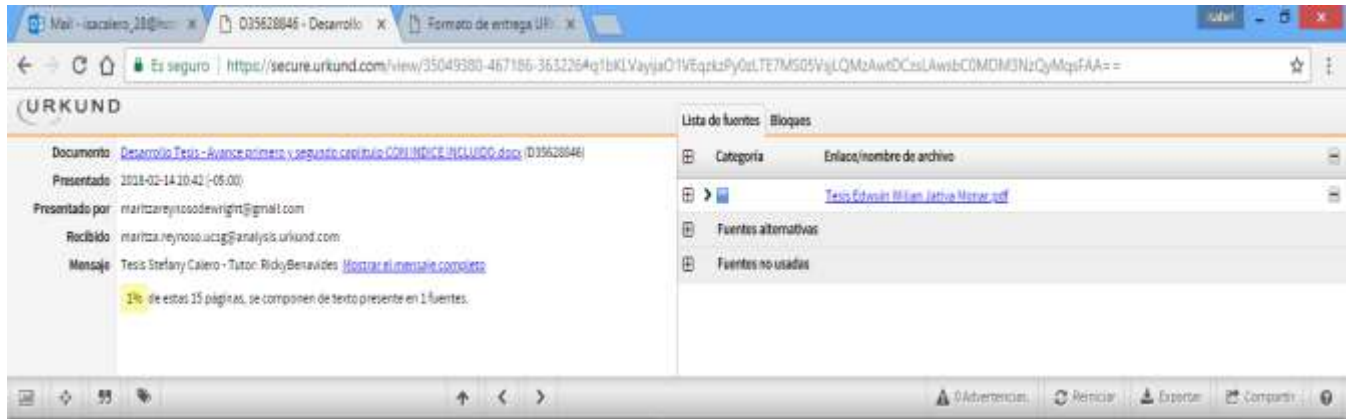 Mail - isacalero_28@hot
D35628846 - Desarrollo
Formato de entrega UR
Es seguro
https://secure.urkund.com/view/35049380-467186-363226
URKUND
Documento Desarrollo Tesis - Avance primero y segundo capitulo CON INDICE INCLUIDO.docx (D35628846)
Presentado 2018-02-14 20:42 (-05:00)
Presentado por maritzareynosodewright@gmail.com
Recibido maritza.reynoso.ucsg@analysis.urkund.com
Mensaje Tesis Stefany Calero - Tutor: RickyBenavides Mostrar el mensaje completo
1% de estas 15 páginas, se componen de texto presente en 1 fuentes.
Lista de fuentes Bloques
Categoría Enlace/nombre de archivo
Tesis Edwain Milian Jativa .pdf
Fuentes alternativas
Fuentes no usadas
0 Advertencias. Reiniciar Exportar Compartir